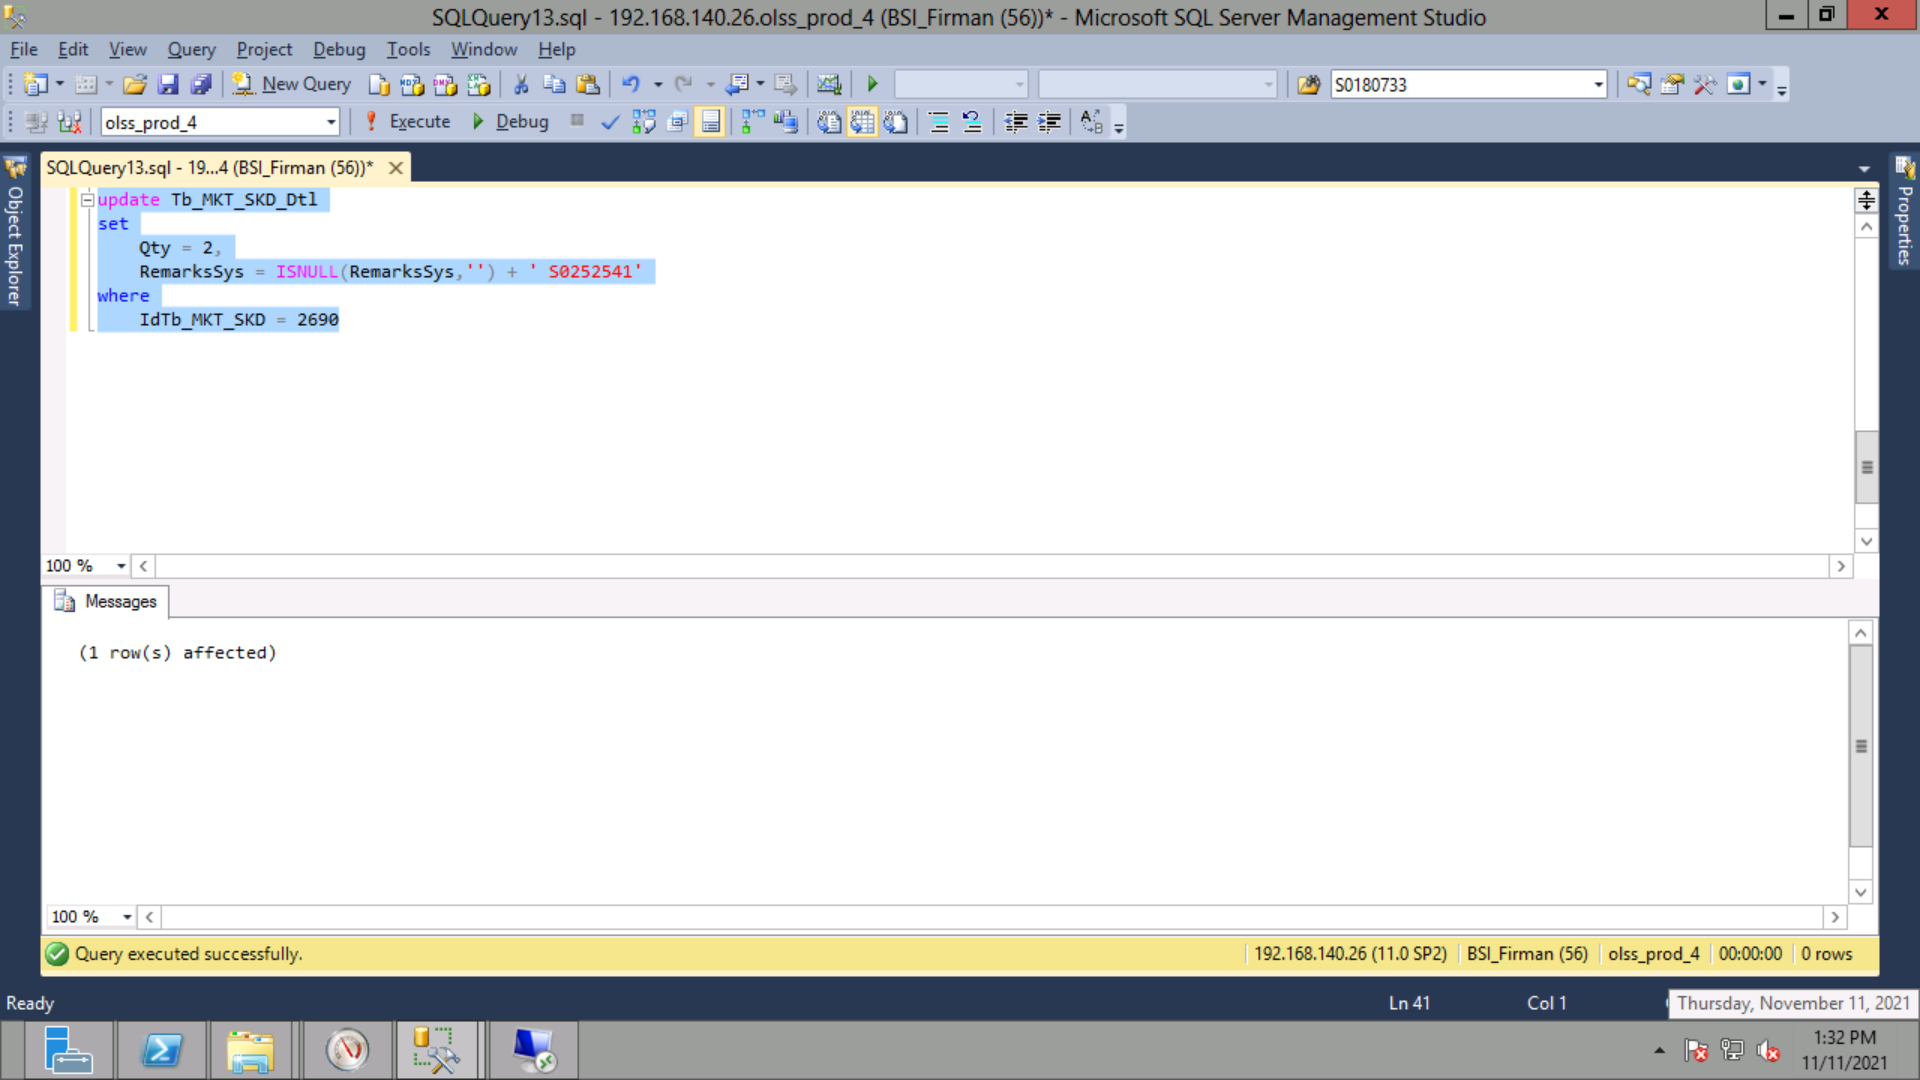 SQLQuery13.sql - 192.168.140.26.olss_prod_4 (BSI_Firman (56))* - Microsoft SQL Server Management Studio
File Edit View Query Project Debug Tools Window Help
New Query
S0180733
olss_prod_4
Execute
Debug
SQLQuery13.sql - 19...4 (BSI_Firman (56))*
Object Explorer
Properties
update Tb_MKT_SKD_Dtl
set
Qty = 2,
RemarksSys = ISNULL(RemarksSys,'') + ' S0252541'
where
IdTb_MKT_SKD = 2690
100 %
Messages
(1 row(s) affected)
100 %
Query executed successfully.
192.168.140.26 (11.0 SP2)
BSI_Firman (56)
olss_prod_4
00:00:00
0 rows
Ready
Ln 41
Col 1
Thursday, November 11, 2021
1:32 PM
11/11/2021